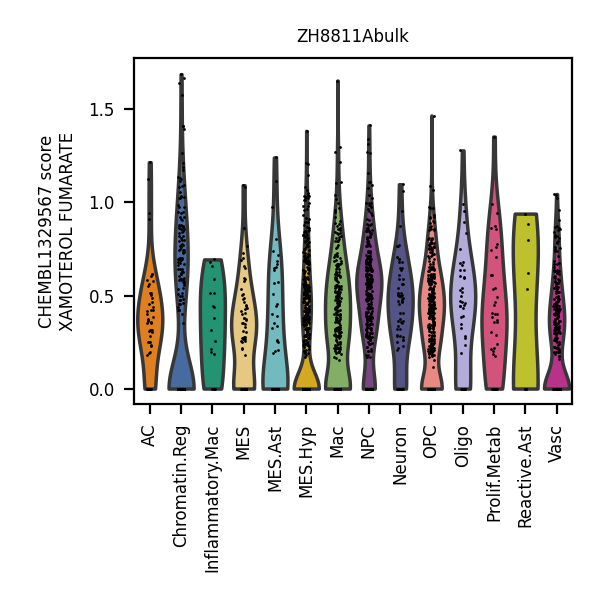 ZH8811Abulk
CHEMBL1329567 score
XAMOTEROL FUMARATE
1.5
1.0
0.5
0.0
AC
Chromatin.Reg
Inflammatory.Mac
MES
MES.Ast
MES.Hyp
Mac
NPC
Neuron
OPC
Oligo
Prolif.Metab
Reactive.Ast
Vasc